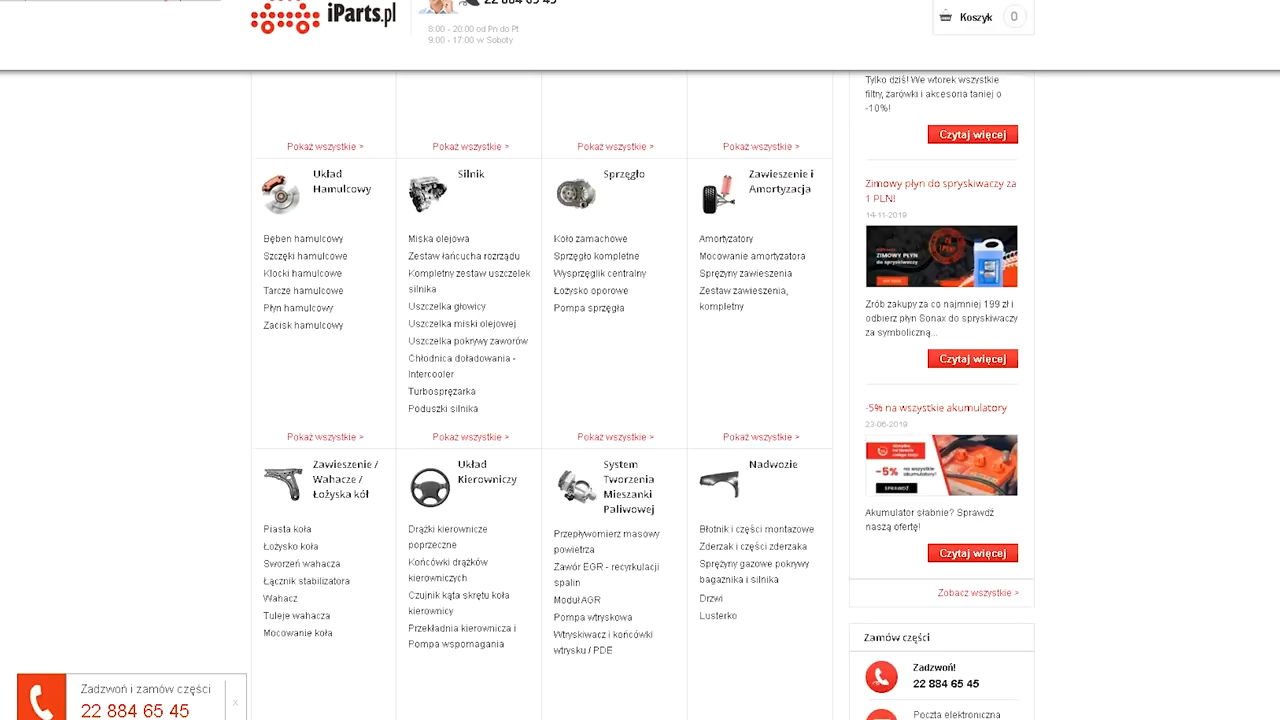 iParts.pl
22 884 65 45
8:00 - 20:00 od Pn do Pt
9:00 - 17:00 w Soboty
Koszyk 0
Pokaż wszystkie >
Pokaż wszystkie >
Pokaż wszystkie >
Pokaż wszystkie >
Układ
Hamulcowy
Bęben hamulcowy
Szczęki hamulcowe
Klocki hamulcowe
Tarcze hamulcowe
Płyn hamulcowy
Zacisk hamulcowy
Pokaż wszystkie >
Silnik
Miska olejowa
Zestaw łańcucha rozrządu
Kompletny zestaw uszczelek
silnika
Uszczelka głowicy
Uszczelka miski olejowej
Uszczelka pokrywy zaworów
Chłodnica doładowania -
Intercooler
Turbosprężarka
Poduszki silnika
Pokaż wszystkie >
Sprzęgło
Koło zamachowe
Sprzęgło kompletne
Wysprzęglik centralny
Łożysko oporowe
Pompa sprzęgła
Pokaż wszystkie >
Zawieszenie i
Amortyzacja
Amortyzatory
Mocowanie amortyzatora
Sprężyny zawieszenia
Zestaw zawieszenia,
kompletny
Pokaż wszystkie >
Zawieszenie /
Wahacze /
Łożyska kół
Piasta koła
Łożysko koła
Sworzeń wahacza
Łącznik stabilizatora
Wahacz
Tuleje wahacza
Mocowanie koła
Układ
Kierowniczy
Drążki kierownicze
poprzeczne
Końcówki drążków
kierowniczych
Czujnik kąta skrętu koła
kierownicy
Przekładnia kierownicza i
Pompa wspomagania
System
Tworzenia
Mieszanki
Paliwowej
Przepływomierz masowy
powietrza
Zawór EGR - recyrkulacji
spalin
Moduł AGR
Pompa wtryskowa
Wtryskiwacz i końcówki
wtrysku / PDE
Nadwozie
Błotnik i części montażowe
Zderzak i części zderzaka
Sprężyny gazowe pokrywy
bagażnika i silnika
Drzwi
Lusterko
Tylko dziś! We wtorek wszystkie
filtry, żarówki i akcesoria taniej o
-10%!
Czytaj więcej
Zimowy płyn do spryskiwaczy za
1 PLN!
14-11-2019
ZIMOWY PŁYN
do spryskiwaczy
Zrób zakupy za co najmniej 199 zł i
odbierz płyn Sonax do spryskiwaczy
za symboliczną...
Czytaj więcej
-5% na wszystkie akumulatory
23-06-2019
-5% na wszystkie
akumulatory!
SPRAWDŹ
Akumulator słabnie? Sprawdź
naszą ofertę!
Czytaj więcej
Zobacz wszystkie >
Zamów części
Zadzwoń!
22 884 65 45
Poczta elektroniczna
Zadzwoń i zamów części
22 884 65 45
x